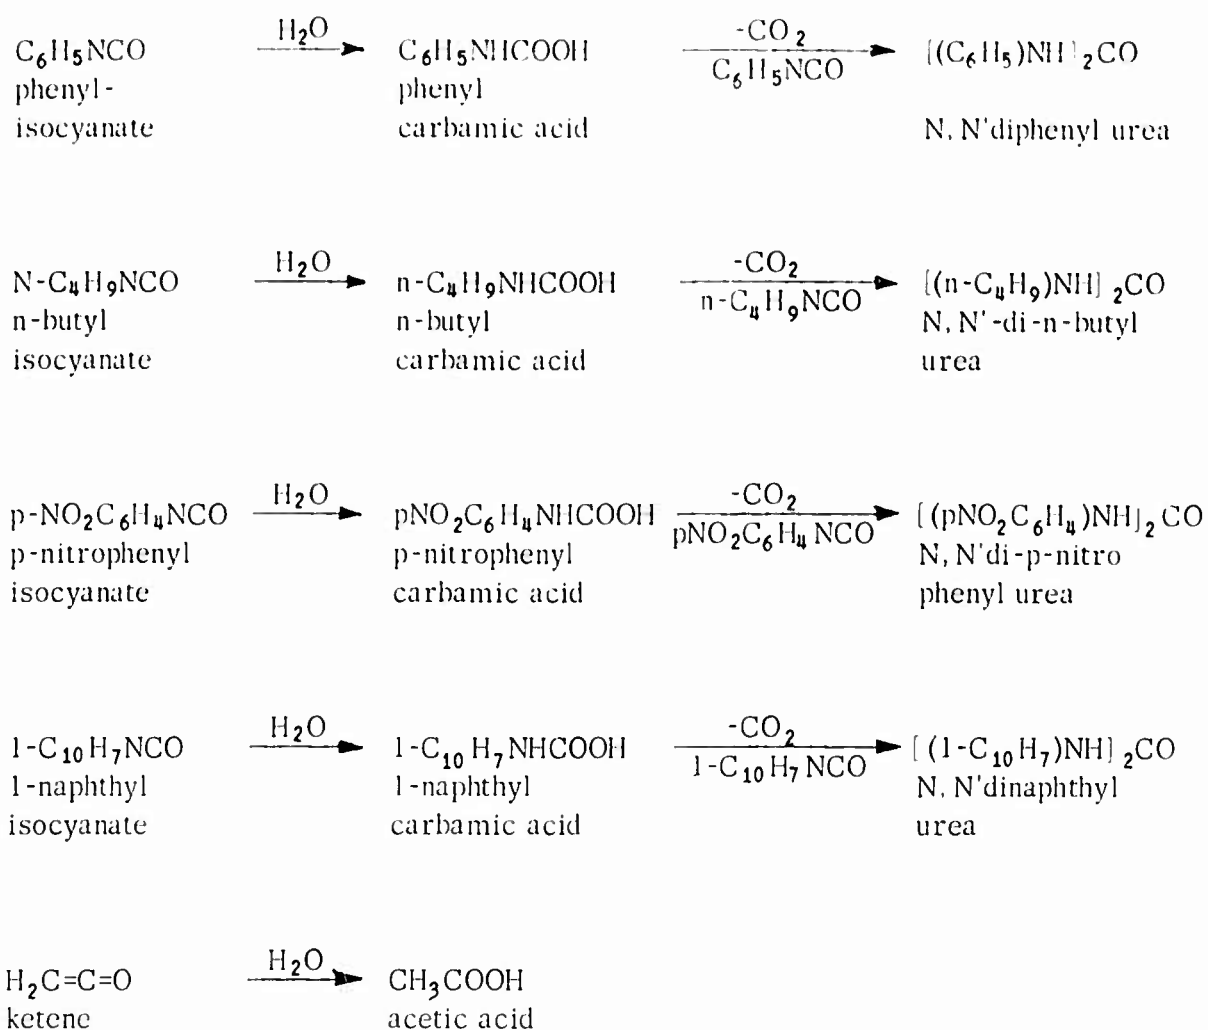 H₂O -CO₂
C₆H₅NCO C₆H₅NHCOOH C₆H₅NCO [(C₆H₅)NH]₂CO
phenyl- phenyl
isocyanate carbamic acid N, N'diphenyl urea
H₂O -CO₂
N-C₄H₉NCO n-C₄H₉NHCOOH n-C₄H₉NCO [(n-C₄H₉)NH]₂CO
n-butyl n-butyl N, N'-di-n-butyl
isocyanate carbamic acid urea
H₂O -CO₂
p-NO₂C₆H₄NCO pNO₂C₆H₄NHCOOH pNO₂C₆H₄NCO [(pNO₂C₆H₄)NH]₂CO
p-nitrophenyl p-nitrophenyl N, N'di-p-nitro
isocyanate carbamic acid phenyl urea
H₂O -CO₂
1-C₁₀H₇NCO 1-C₁₀H₇NHCOOH 1-C₁₀H₇NCO [(1-C₁₀H₇)NH]₂CO
1-naphthyl 1-naphthyl N, N'dinaphthyl
isocyanate carbamic acid urea
H₂O
H₂C=C=O CH₃COOH
ketene acetic acid